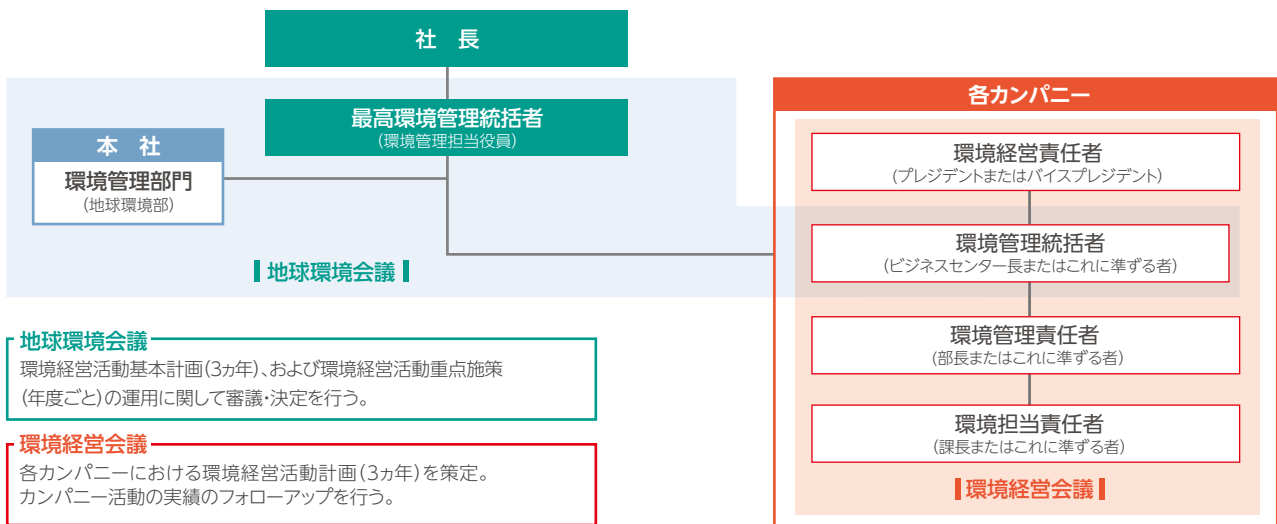 社 長
最高環境管理統括者
(環境管理担当役員)
本 社
環境管理部門
(地球環境部)
地球環境会議
各カンパニー
環境経営責任者
(プレジデントまたはバイスプレジデント)
環境管理統括者
(ビジネスセンター長またはこれに準ずる者)
環境管理責任者
(部長またはこれに準ずる者)
環境担当責任者
(課長またはこれに準ずる者)
環境経営会議
地球環境会議
環境経営活動基本計画(3ヵ年)、および環境経営活動重点施策
(年度ごと)の運用に関して審議・決定を行う。
環境経営会議
各カンパニーにおける環境経営活動計画(3ヵ年)を策定。
カンパニー活動の実績のフォローアップを行う。